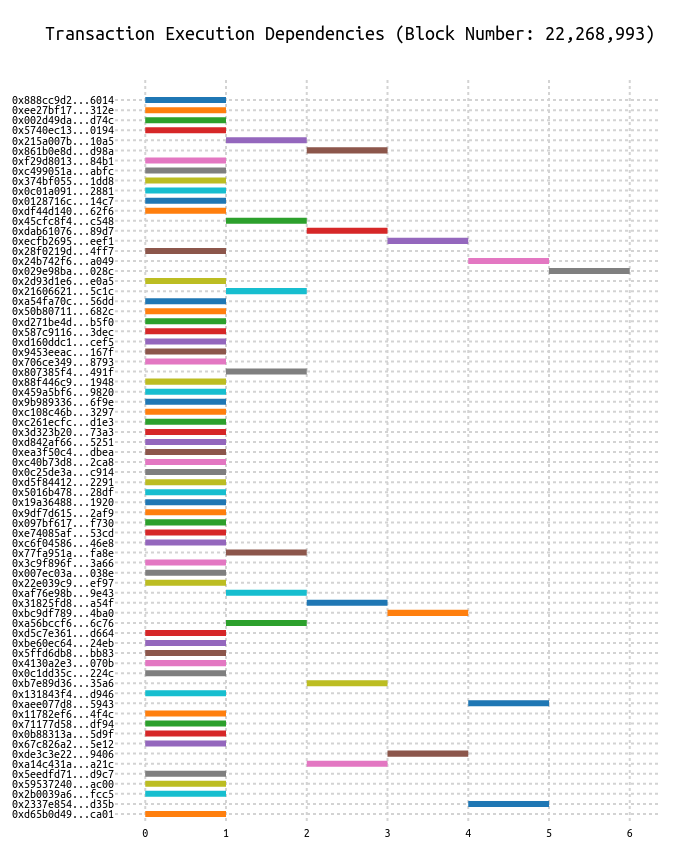 Transaction Execution Dependencies (Block Number: 22,268,993)
0x888cc9d2...6014
0xee27bf17...312e
0x002d49da...d74c
0x5740ec13...0194
0x215a007b...10a5
0x861b0e8d...d98a
0xf29d8013...84b1
0xc499051a...abfc
0x374bf055...1dd8
0x0c01a091...2881
0x0128716c...14c7
0xdf44d140...62f6
0x45cfc8f4...c548
0xdab61076...89d7
0xecfb2695...eef1
0x28f0219d...4ff7
0x24b742f6...a049
0x029e98ba...028c
0x2d93d1e6...e0a5
0x21606621...5c1c
0xa54fa70c...56dd
0x50b80711...682c
0xd271be4d...b5f0
0x587c9116...3dec
0xd160ddc1...cef5
0x9453eeac...167f
0x706ce349...8793
0x807385f4...491f
0x88f446c9...1948
0x459a5bf6...9820
0x9b989336...6f9e
0xc108c46b...3297
0xc261ecfc...d1e3
0x3d323b20...73a3
0xd842af66...5251
0xea3f50c4...dbea
0xc40b73d8...2ca8
0x0c25de3a...c914
0xd5f84412...2291
0x5016b478...28df
0x19a36488...1920
0x9df7d615...2af9
0x097bf617...f730
0xe74085af...53cd
0xc6f04586...46e8
0x77fa951a...fa8e
0x3c9f896f...3a66
0x007ec03a...038e
0x22e039c9...ef97
0xaf76e98b...9e43
0x31825fd8...a54f
0xbc9df789...4ba0
0xa56bccf6...6c76
0xd5c7e361...d664
0xbe60ec64...24eb
0x5ffd6db8...bb83
0x4130a2e3...070b
0x0c1dd35c...224c
0xb7e89d36...35a6
0x131843f4...d946
0xaee077d8...5943
0x11782ef6...4f4c
0x71177d58...df94
0x0b88313a...5d9f
0x67c826a2...5e12
0xde3c3e22...9406
0xa14c431a...a21c
0x5eedfd71...d9c7
0x59537240...ac00
0x2b0039a6...fcc5
0x2337e854...d35b
0xd65b0d49...ca01
0 1 2 3 4 5 6